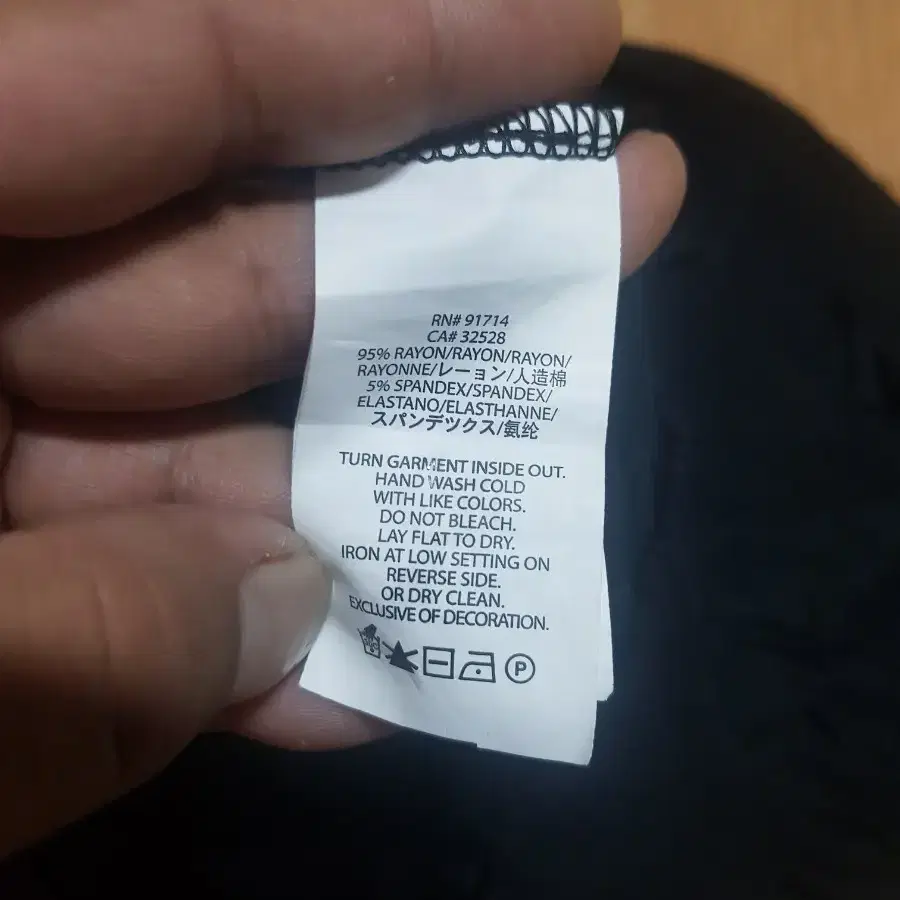 RN# 91714
CA# 32528
95% RAYON/RAYON/RAYON/
RAYONNE/レーヨン/人造棉
5% SPANDEX/SPANDEX/
ELASTANO/ELASTHANNE/
スパンデックス/氨纶
TURN GARMENT INSIDE OUT.
HAND WASH COLD
WITH LIKE COLORS.
DO NOT BLEACH.
LAY FLAT TO DRY.
IRON AT LOW SETTING ON
REVERSE SIDE.
OR DRY CLEAN.
EXCLUSIVE OF DECORATION.
P